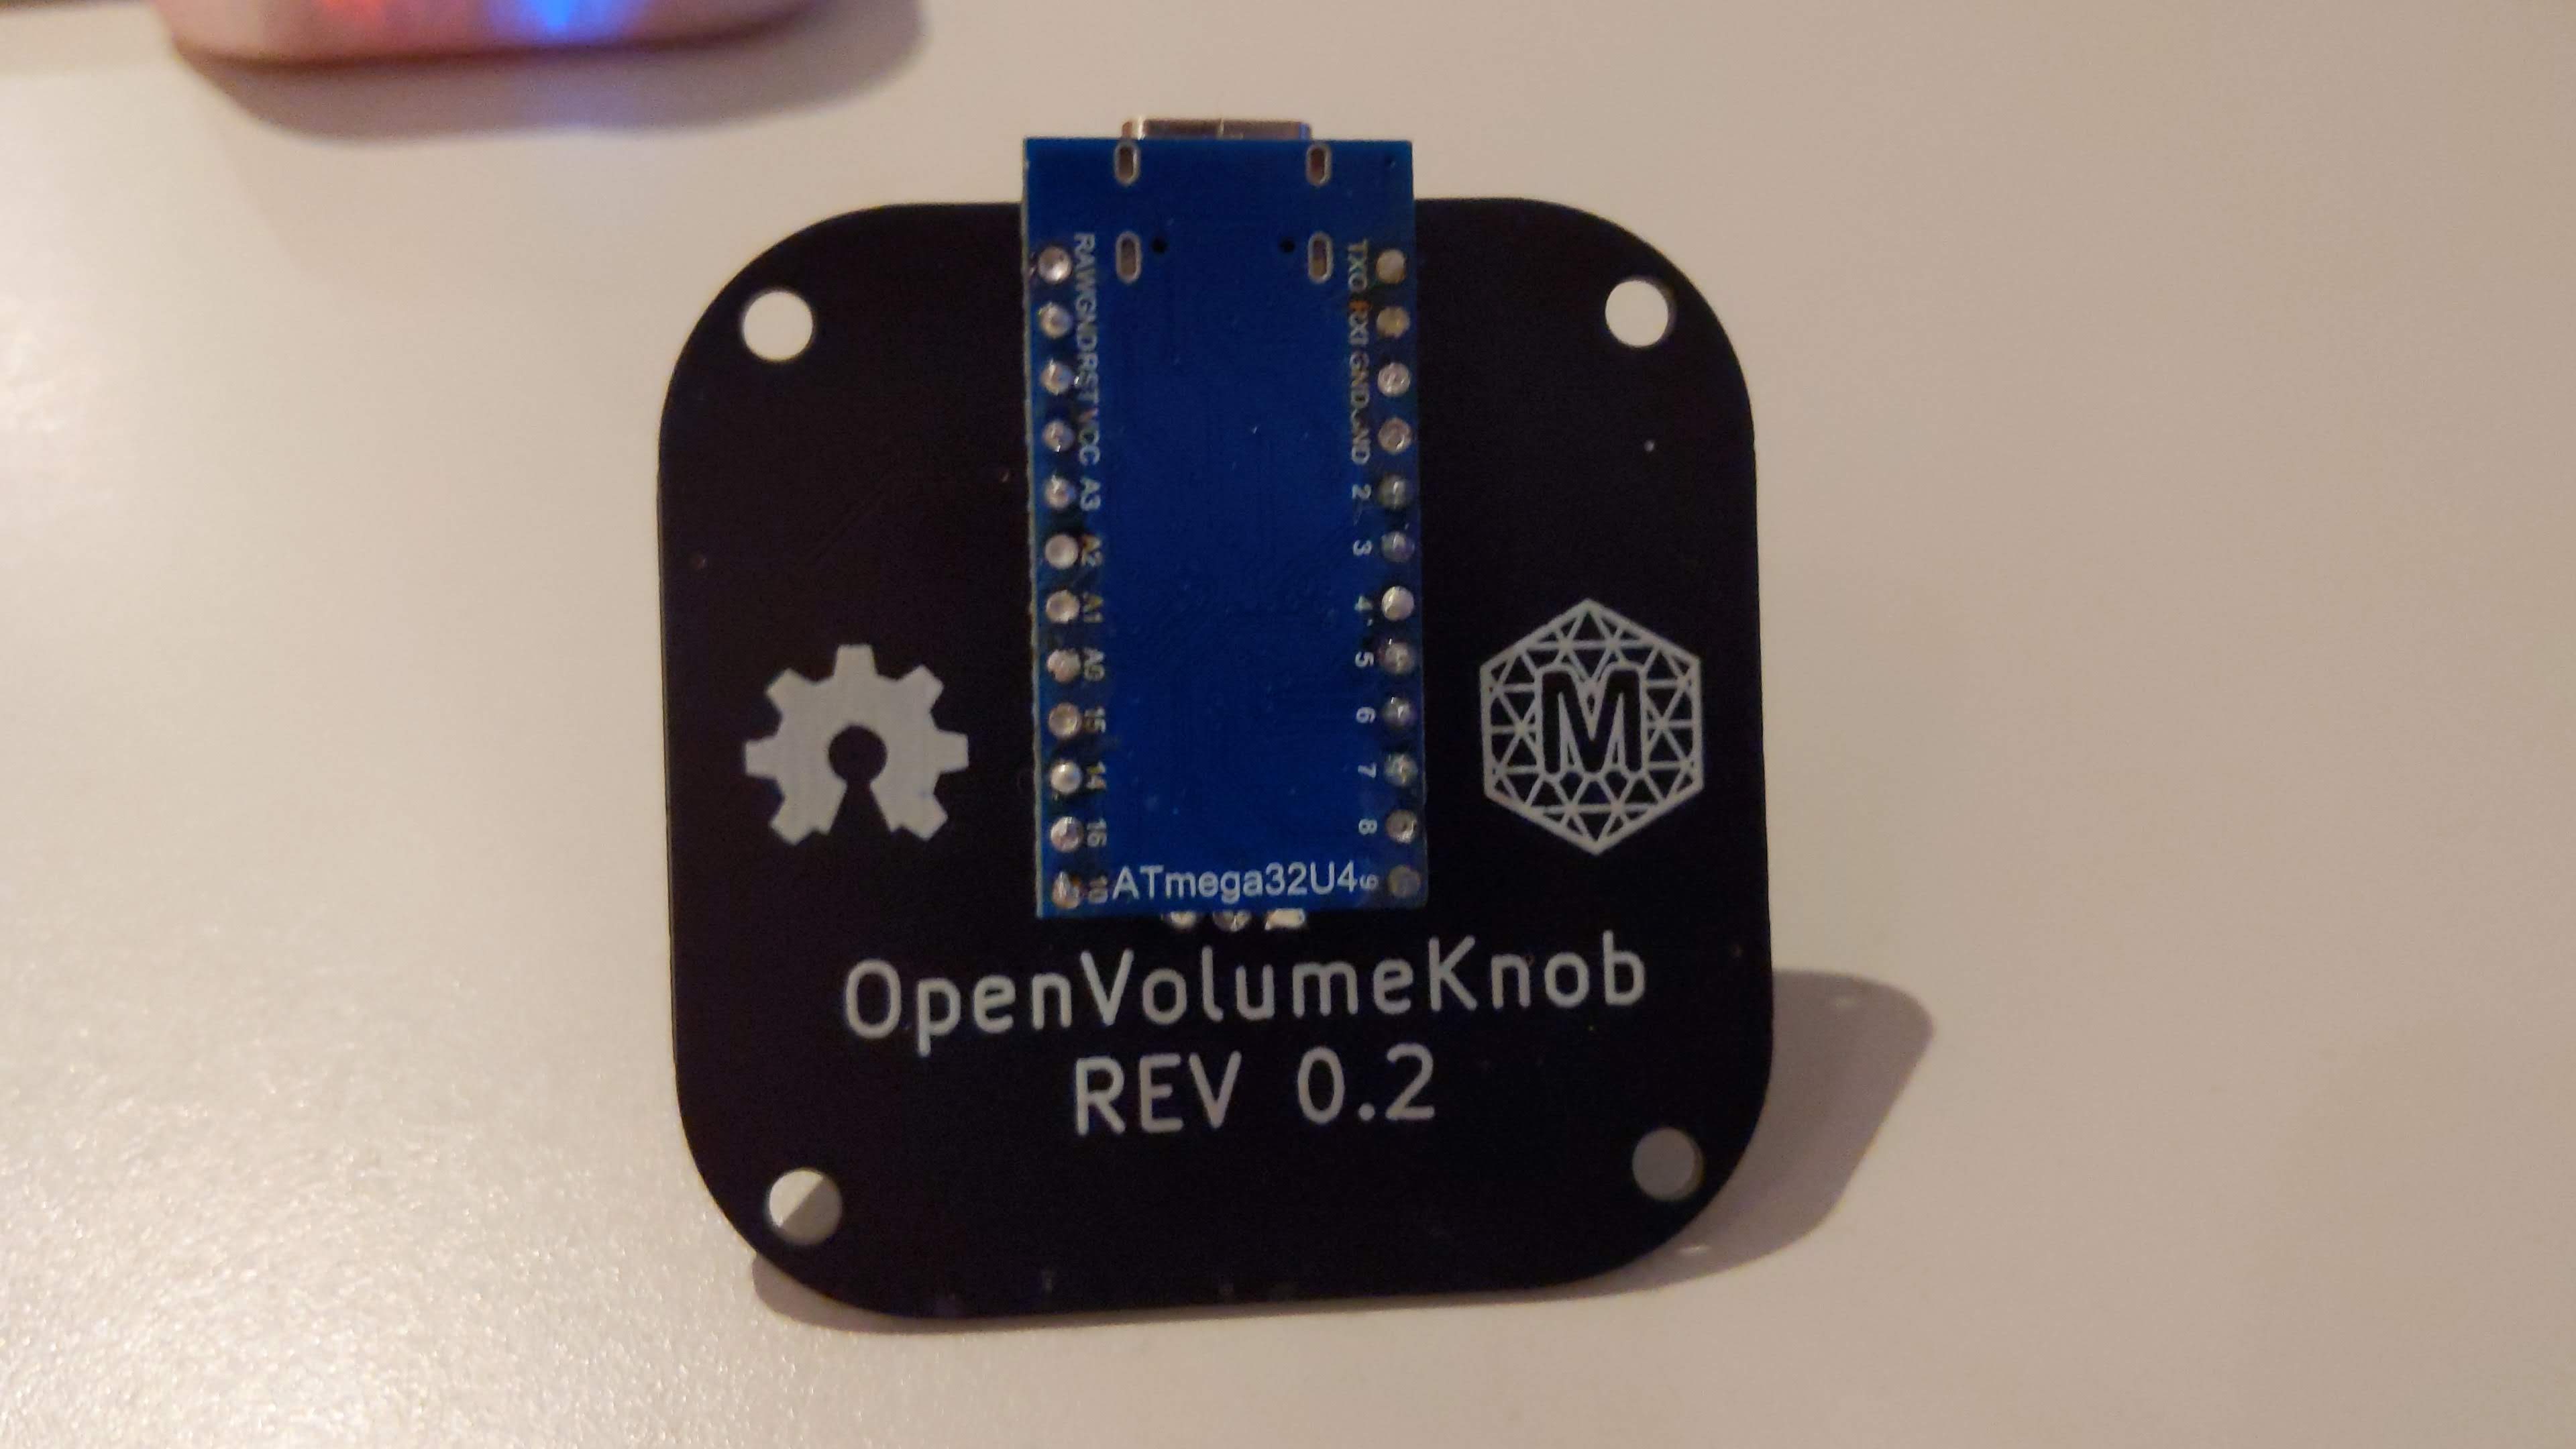 RAW GND RST VCC A3 A2 A1 A0 15 14 16 10
TX0 RXI GND GND 2 3 4 5 6 7 8 9
M
ATmega32U4
OpenVolumeKnob
REV 0.2